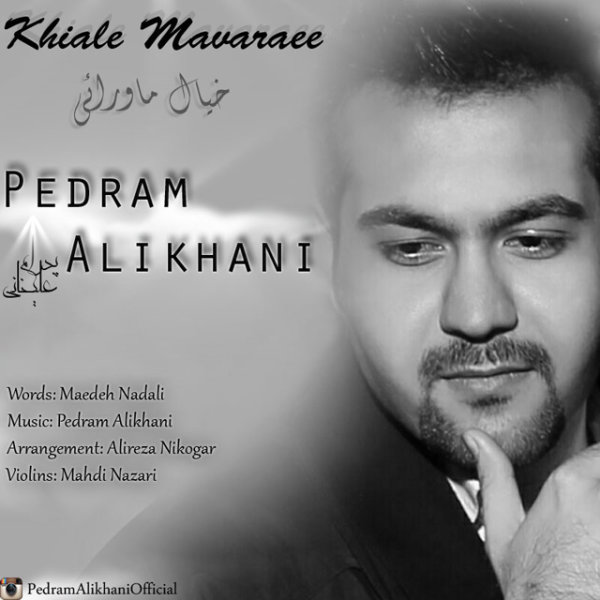 Khiale Mavaraee
خیال ماورائی
PEDRAM
ALIKHANI
پدرام
علیخانی
Words: Maedeh Nadali
Music: Pedram Alikhani
Arrangement: Alireza Nikogar
Violins: Mahdi Nazari
PedramAlikhaniOfficial